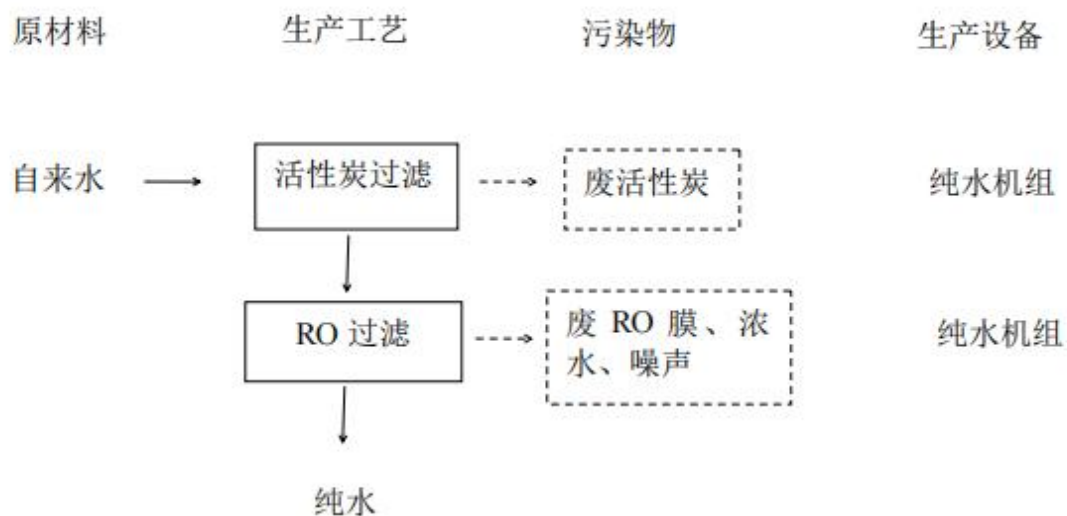 原材料 生产工艺 污染物 生产设备
自来水 活性炭过滤 废活性炭 纯水机组
RO 过滤 废 RO 膜、浓 纯水机组
水、噪声
纯水